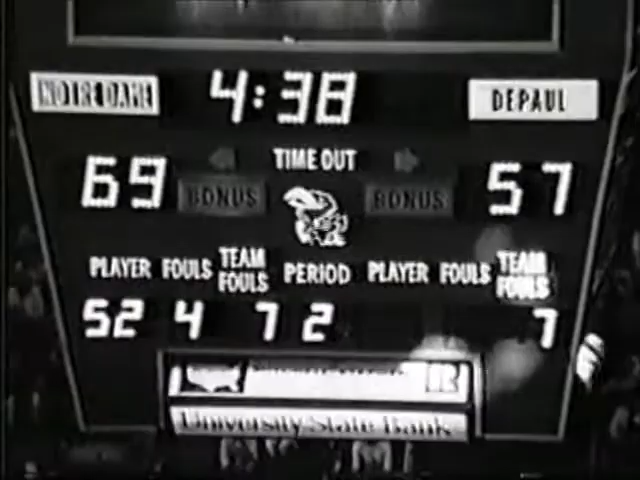 NOTRE DAME 4:38 DEPAUL
TIME OUT
69 BONUS BONUS 57
PLAYER FOULS TEAM FOULS PERIOD PLAYER FOULS TEAM FOULS
52 4 7 2 7
University State Bank